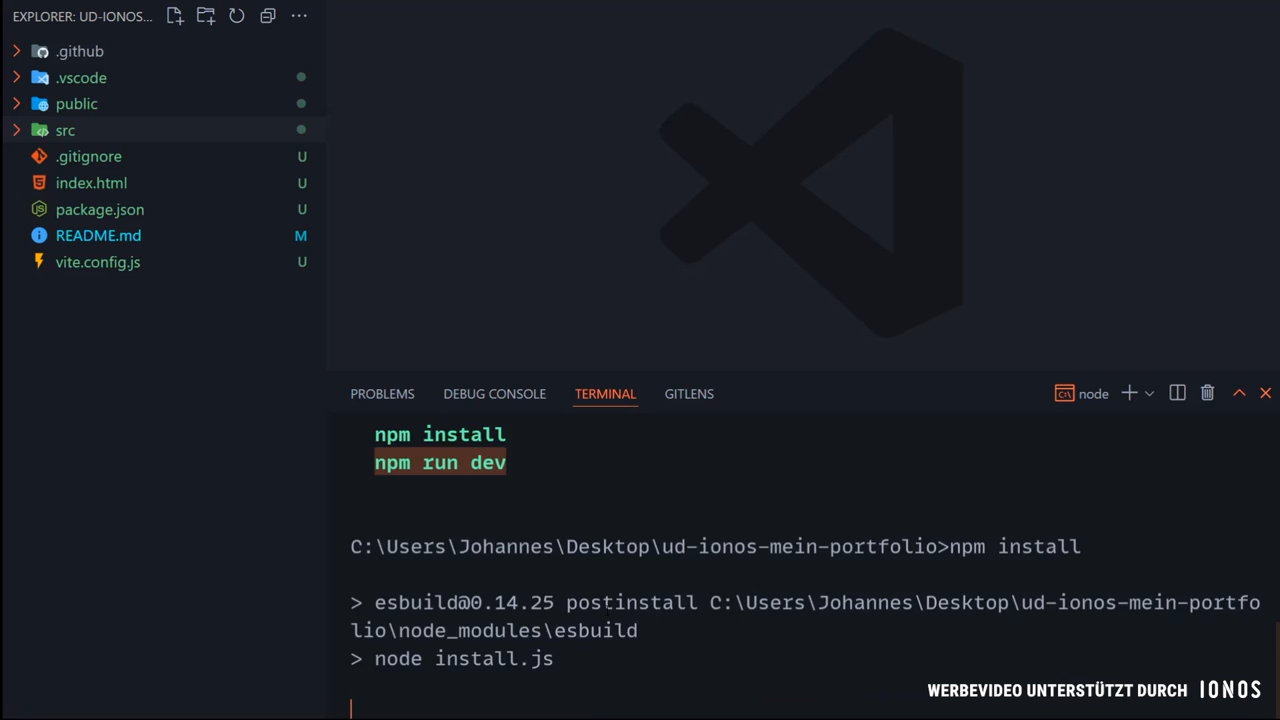 EXPLORER: UD-IONOS...
.github
.vscode
public
src
.gitignore U
index.html U
package.json U
README.md M
vite.config.js U
PROBLEMS DEBUG CONSOLE TERMINAL GITLENS node
npm install
npm run dev
C:\Users\Johannes\Desktop\ud-ionos-mein-portfolio>npm install
> esbuild@0.14.25 postinstall C:\Users\Johannes\Desktop\ud-ionos-mein-portfo
lio\node_modules\esbuild
> node install.js
WERBEVIDEO UNTERSTÜTZT DURCH IONOS